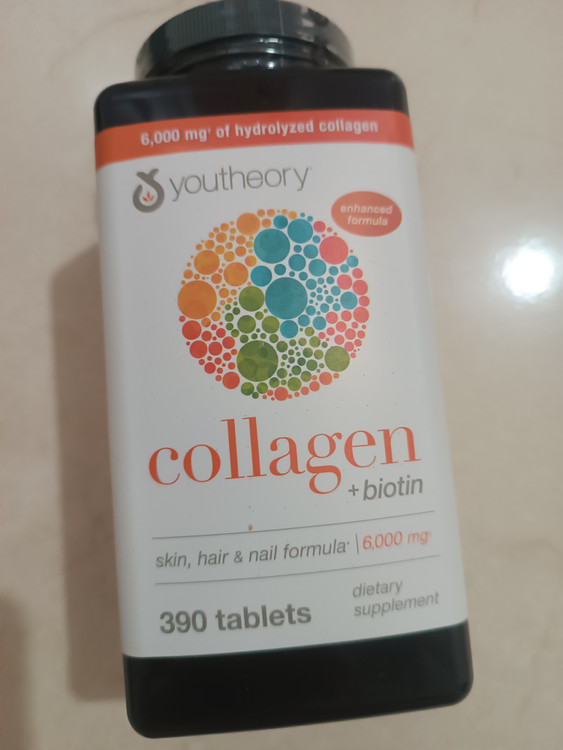 6,000 mg† of hydrolyzed collagen
youtheory
enhanced
formula
collagen
+biotin
skin, hair & nail formula* | 6,000 mg†
390 tablets
dietary
supplement